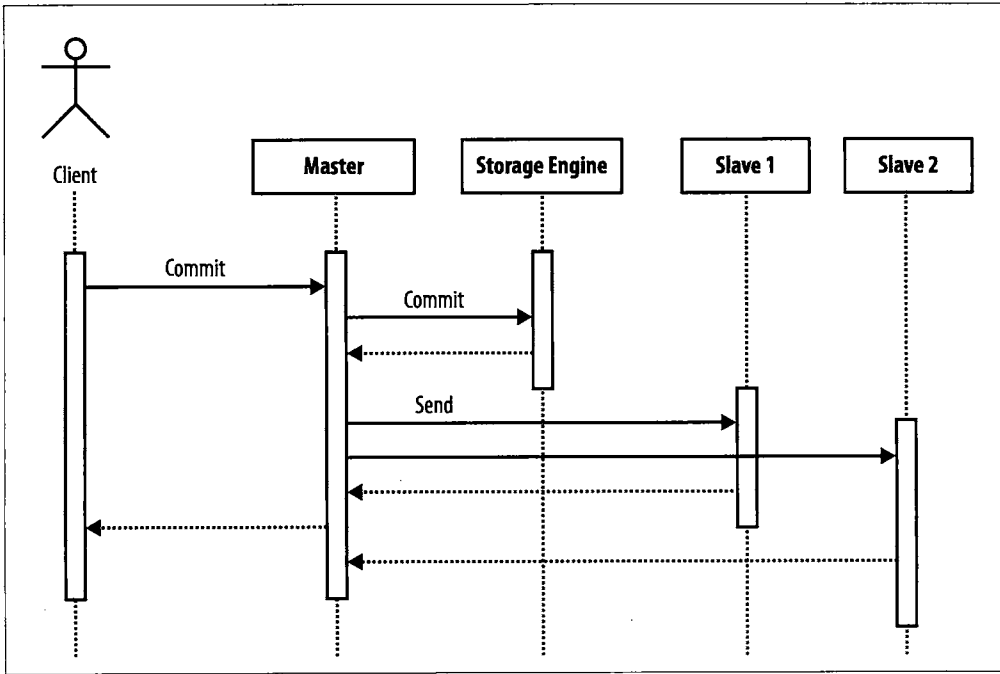 Client
Master
Storage Engine
Slave 1
Slave 2
Commit
Commit
Send